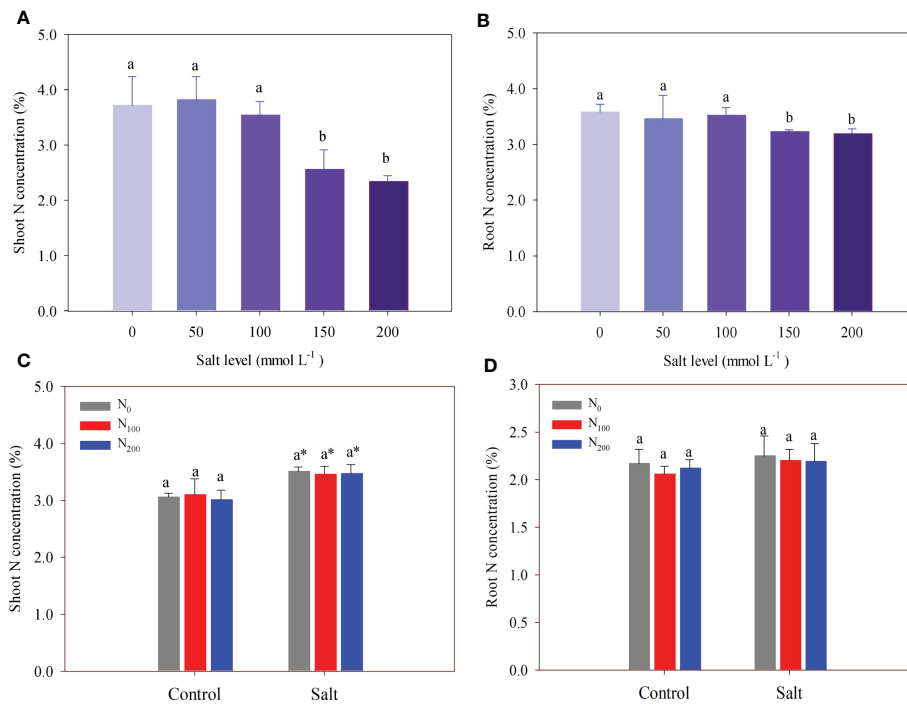 A
Shoot N concentration (%)
5.0
4.0
3.0
2.0
1.0
0.0
a
a
a
b
b
0
50
100
150
200
Salt level (mmol L⁻¹ )
B
Root N concentration (%)
5.0
4.0
3.0
2.0
1.0
0.0
a
a
a
b
b
0
50
100
150
200
Salt level (mmol L⁻¹ )
C
Shoot N concentration (%)
5.0
4.0
3.0
2.0
1.0
0.0
N₀
N₁₀₀
N₂₀₀
a a a
a* a* a*
Control
Salt
D
Root N concentration (%)
3.0
2.5
2.0
1.5
1.0
0.5
0.0
N₀
N₁₀₀
N₂₀₀
a a a
a a a
Control
Salt